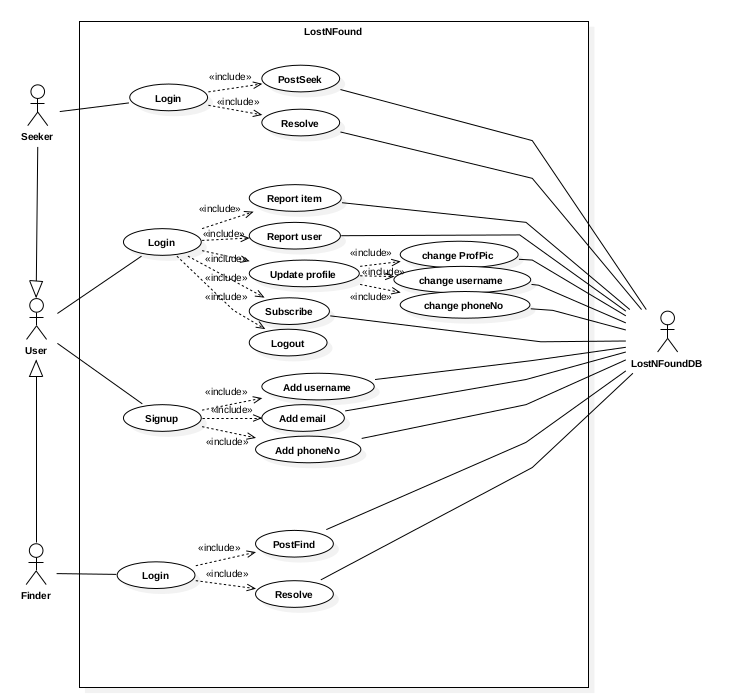 LostNFound
«include»
PostSeek
Login
«include»
Seeker
Resolve
«include»
Report item
Login
«include»
Report user
«include»
change ProfPic
«include»
Update profile
«include»
change username
«include»
«include»
change phoneNo
«include»
Subscribe
User
Logout
LostNFoundDB
«include»
Add username
Signup
«include»
Add email
«include»
Add phoneNo
«include»
PostFind
Login
«include»
Finder
Resolve